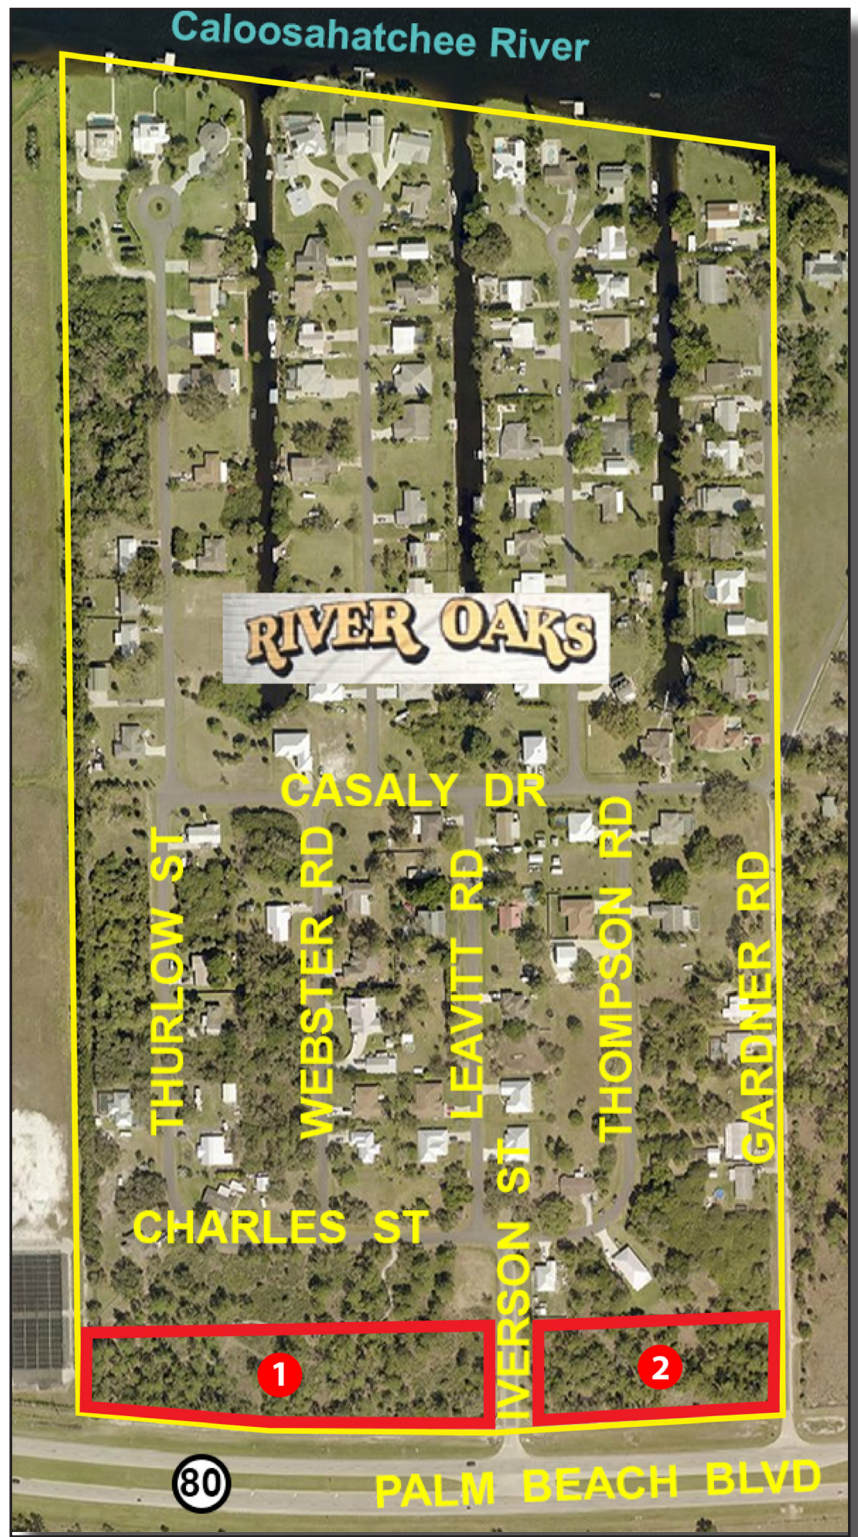 Caloosahatchee River
RIVER OAKS
CASALY DR
THURLOW ST
WEBSTER RD
LEAVITT RD
THOMPSON RD
GARDNER RD
CHARLES ST
IVERSON ST
1
2
80
PALM BEACH BLVD